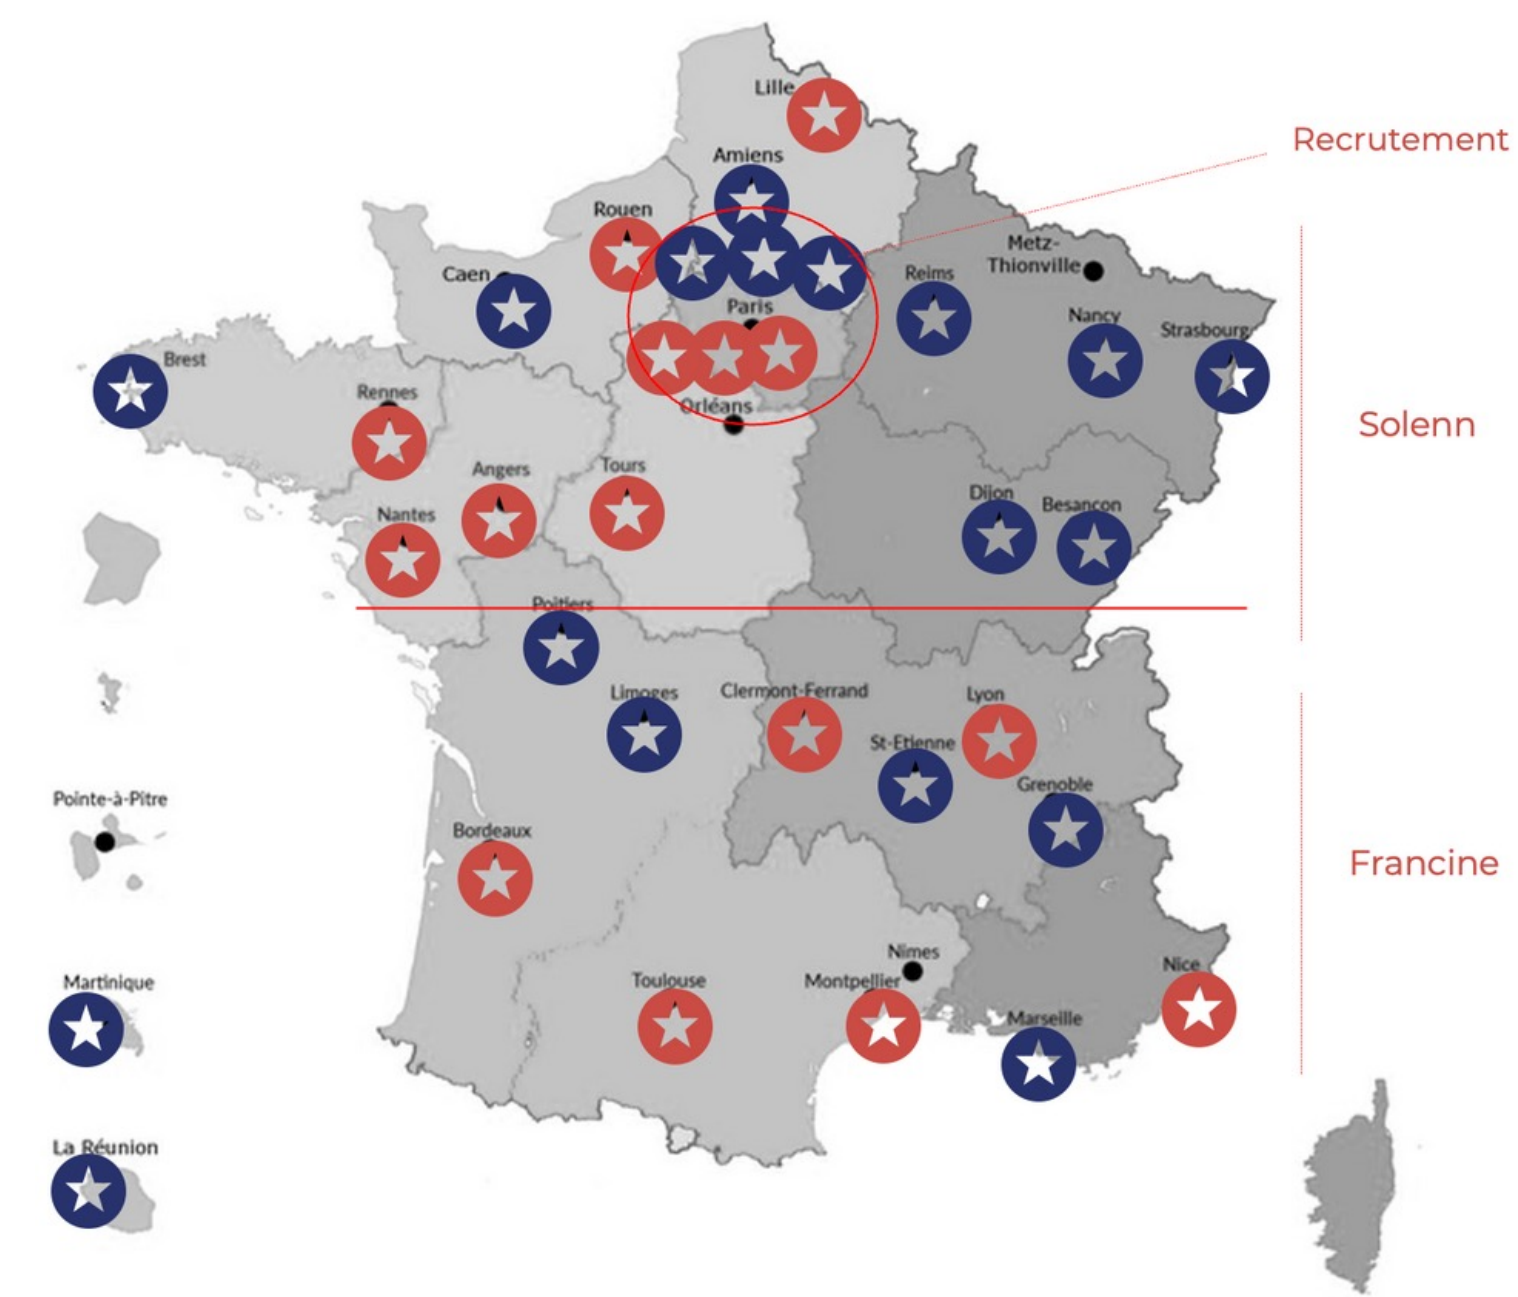 Lille
Recrutement
Amiens
Rouen
Metz-
Thionville
Caen
Reims
Paris
Nancy
Strasbourg
Brest
Rennes
Orléans
Solenn
Angers
Tours
Dijon
Besancon
Nantes
Poitiers
Limoges
Clermont-Ferrand
Lyon
St-Etienne
Grenoble
Pointe-à-Pitre
Bordeaux
Francine
Nimes
Nice
Martinique
Toulouse
Montpellier
Marseille
La Réunion